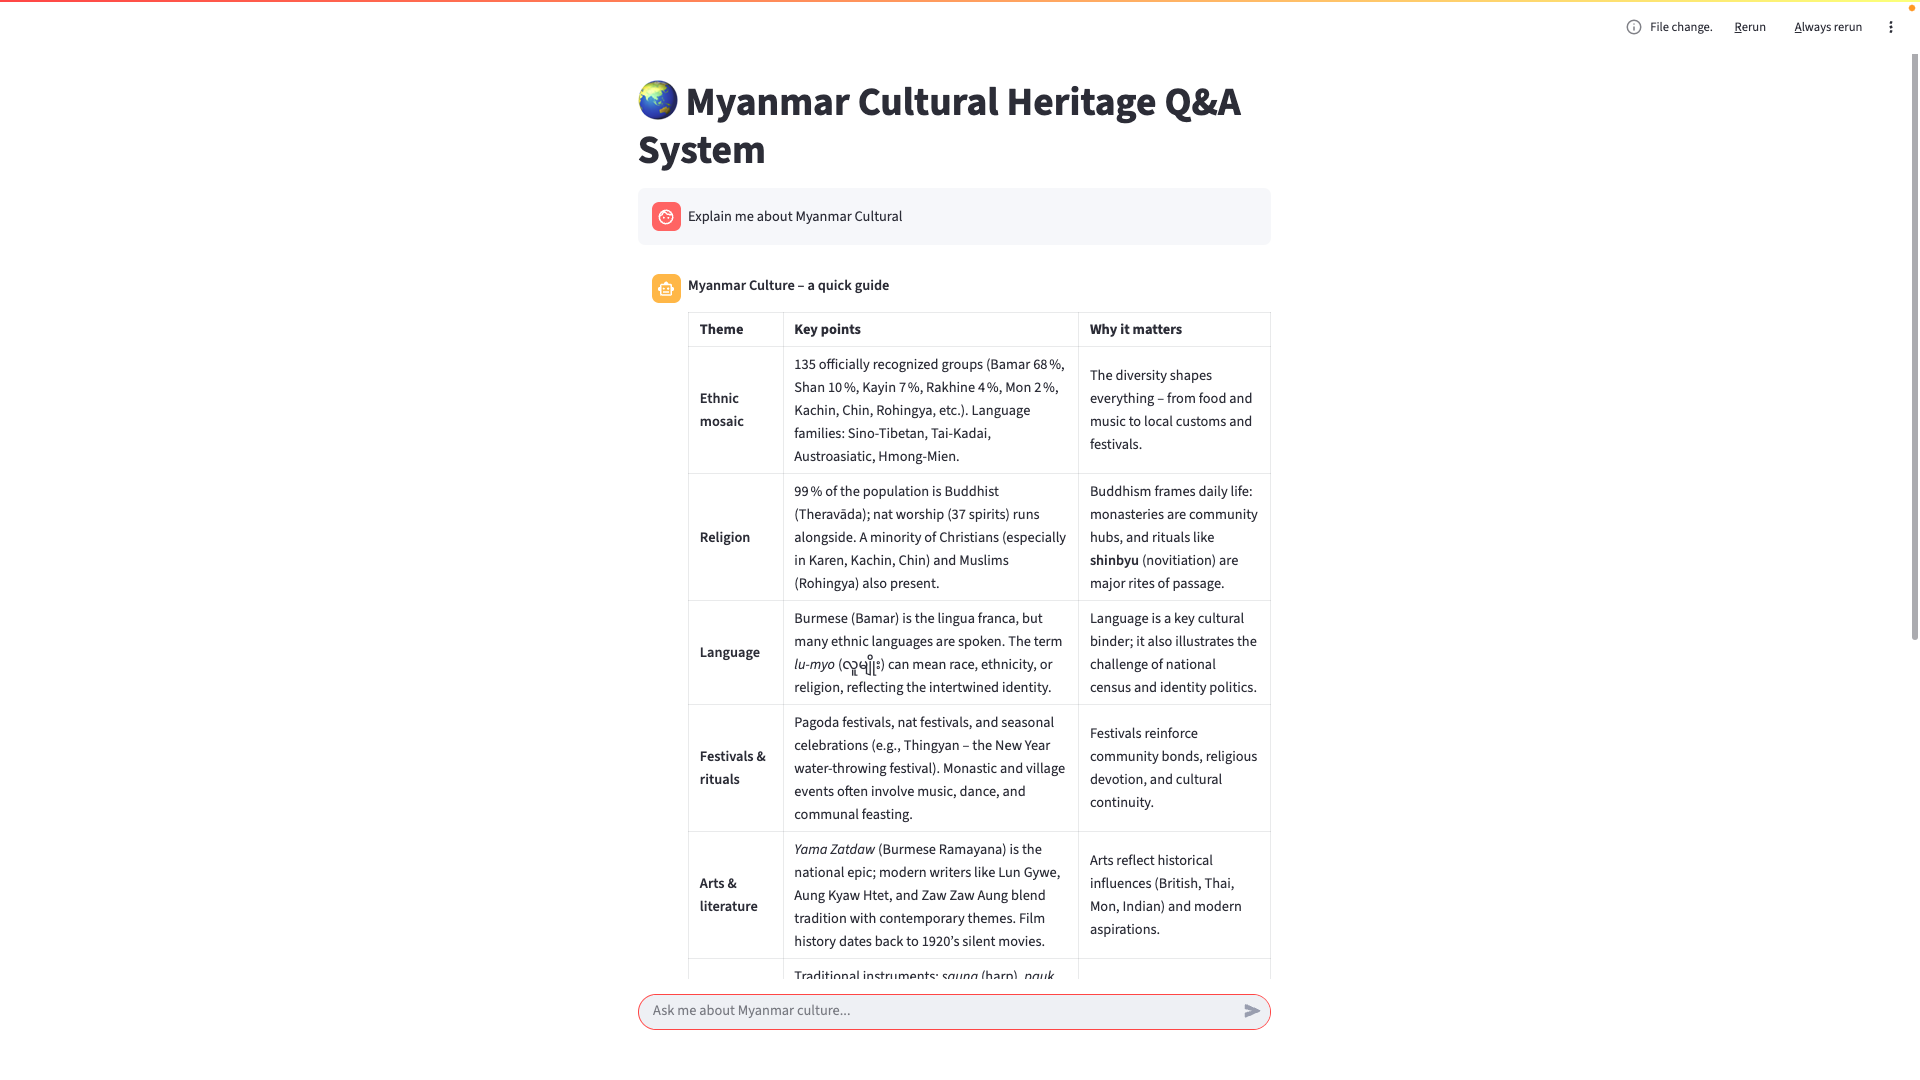 File change.
Rerun
Always rerun
Myanmar Cultural Heritage Q&A
System
Explain me about Myanmar Cultural
Myanmar Culture – a quick guide
Theme
Key points
Why it matters
Ethnic
mosaic
135 officially recognized groups (Bamar 68 %,
Shan 10 %, Kayin 7 %, Rakhine 4 %, Mon 2 %,
Kachin, Chin, Rohingya, etc.). Language
families: Sino-Tibetan, Tai-Kadai,
Austroasiatic, Hmong-Mien.
The diversity shapes
everything – from food and
music to local customs and
festivals.
Religion
99 % of the population is Buddhist
(Theravāda); nat worship (37 spirits) runs
alongside. A minority of Christians (especially
in Karen, Kachin, Chin) and Muslims
(Rohingya) also present.
Buddhism frames daily life:
monasteries are community
hubs, and rituals like
shinbyu (novitiation) are
major rites of passage.
Language
Burmese (Bamar) is the lingua franca, but
many ethnic languages are spoken. The term
lu-myo (လူမျိုး) can mean race, ethnicity, or
religion, reflecting the intertwined identity.
Language is a key cultural
binder; it also illustrates the
challenge of national
census and identity politics.
Festivals &
rituals
Pagoda festivals, nat festivals, and seasonal
celebrations (e.g., Thingyan – the New Year
water-throwing festival). Monastic and village
events often involve music, dance, and
communal feasting.
Festivals reinforce
community bonds, religious
devotion, and cultural
continuity.
Arts &
literature
Yama Zatdaw (Burmese Ramayana) is the
national epic; modern writers like Lun Gywe,
Aung Kyaw Htet, and Zaw Zaw Aung blend
tradition with contemporary themes. Film
history dates back to 1920’s silent movies.
Arts reflect historical
influences (British, Thai,
Mon, Indian) and modern
aspirations.
Traditional instruments: saung (harp), pauk
Ask me about Myanmar culture...